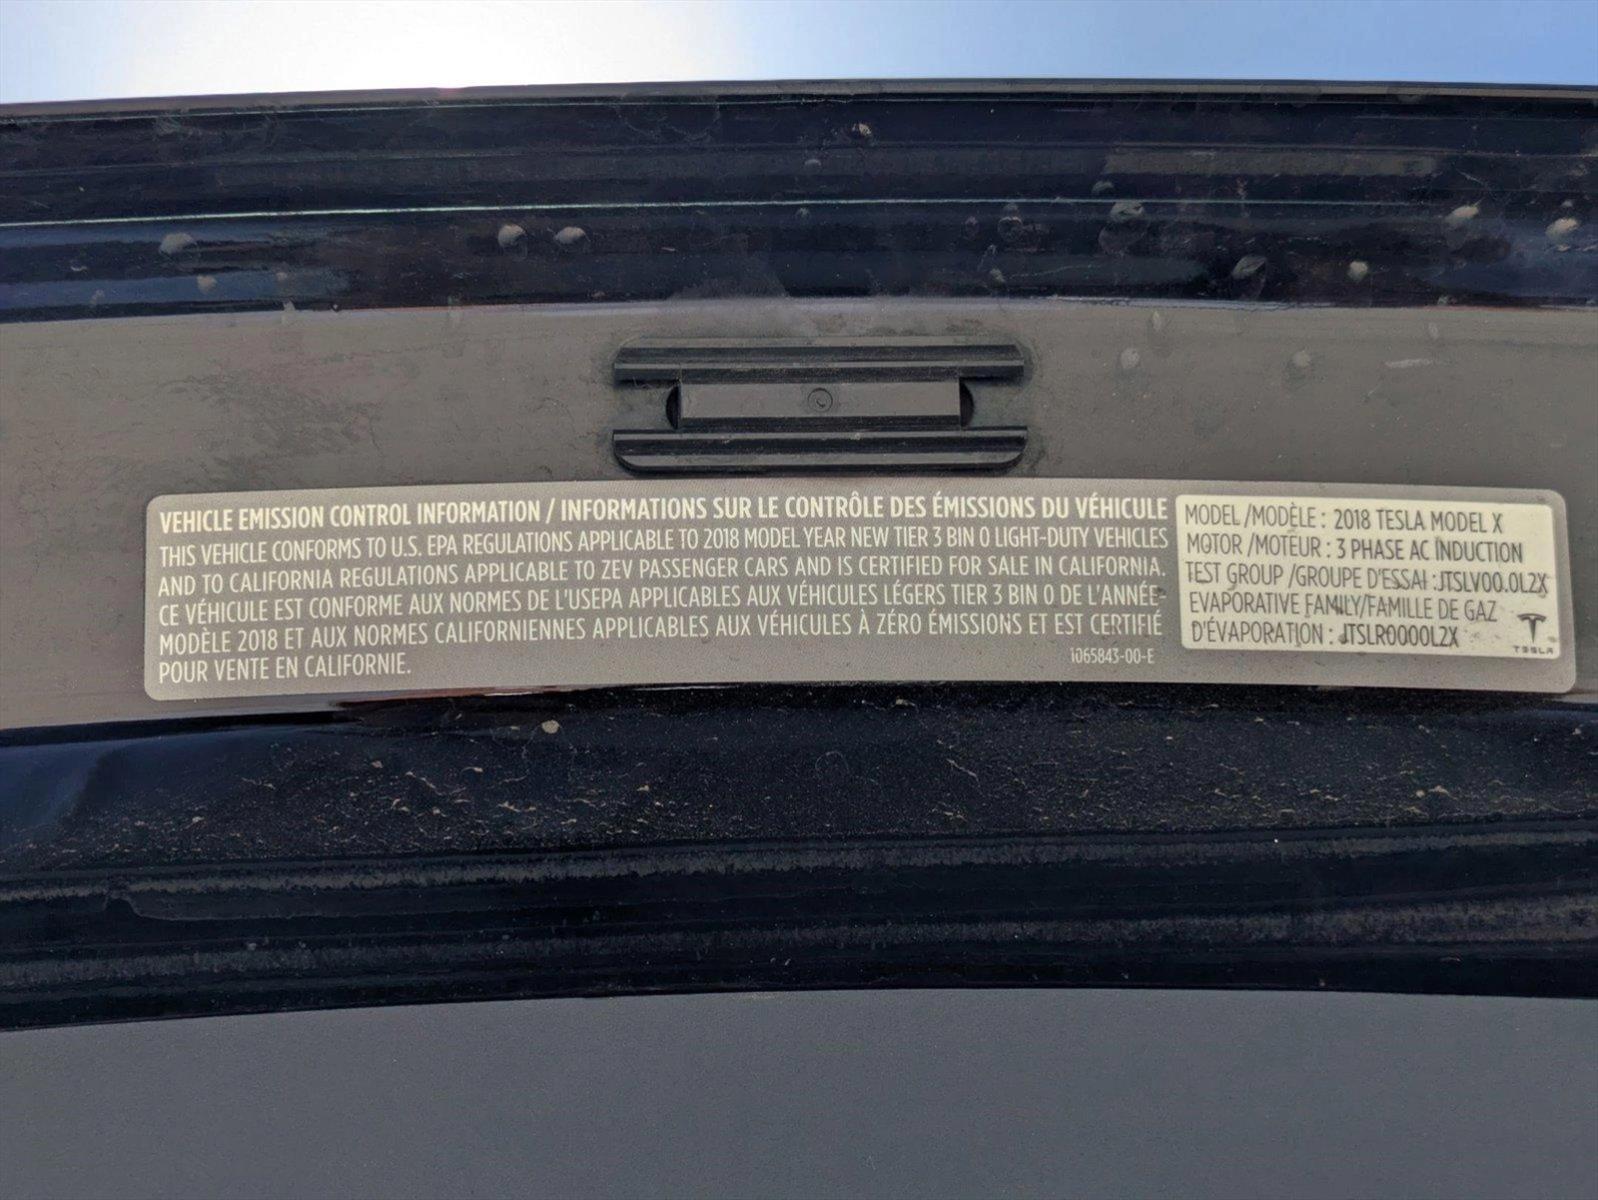 VEHICLE EMISSION CONTROL INFORMATION / INFORMATIONS SUR LE CONTRÔLE DES ÉMISSIONS DU VÉHICULE
THIS VEHICLE CONFORMS TO U.S. EPA REGULATIONS APPLICABLE TO 2018 MODEL YEAR NEW TIER 3 BIN 0 LIGHT-DUTY VEHICLES
AND TO CALIFORNIA REGULATIONS APPLICABLE TO ZEV PASSENGER CARS AND IS CERTIFIED FOR SALE IN CALIFORNIA.
CE VÉHICULE EST CONFORME AUX NORMES DE L'USEPA APPLICABLES AUX VÉHICULES LÉGERS TIER 3 BIN 0 DE L'ANNÉE-
MODÈLE 2018 ET AUX NORMES CALIFORNIENNES APPLICABLES AUX VÉHICULES À ZÉRO ÉMISSIONS ET EST CERTIFIÉ
POUR VENTE EN CALIFORNIE.
1065843-00-E
MODEL /MODÈLE : 2018 TESLA MODEL X
MOTOR /MOTEUR : 3 PHASE AC INDUCTION
TEST GROUP /GROUPE D'ESSAI :JTSLV00.0L2X
EVAPORATIVE FAMILY/FAMILLE DE GAZ
D'ÉVAPORATION : JTSLR0000L2X
TESLA